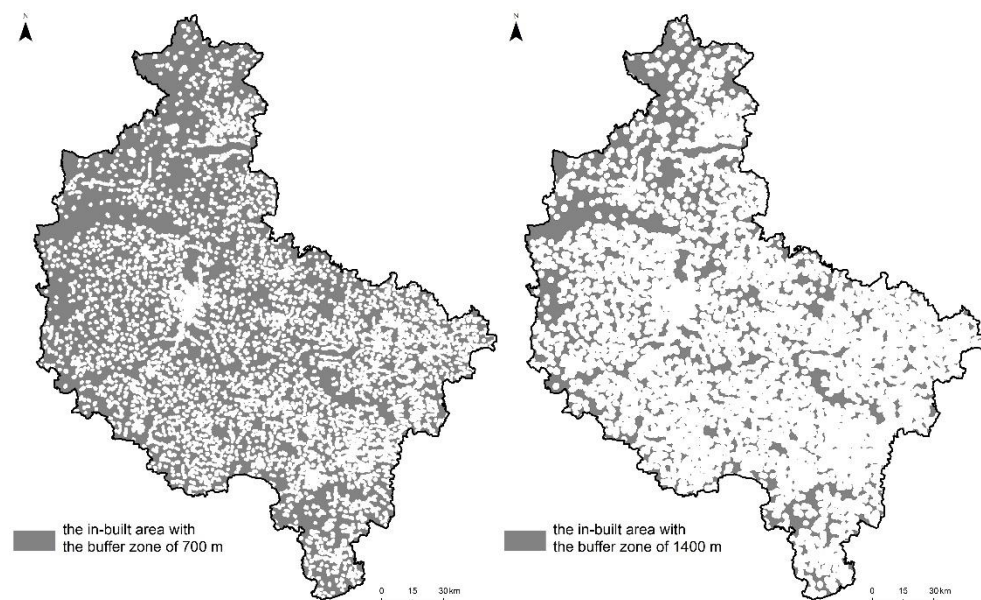 N
N
the in-built area with
the buffer zone of 700 m
0 15 30km
the in-built area with
the buffer zone of 1400 m
0 15 30km